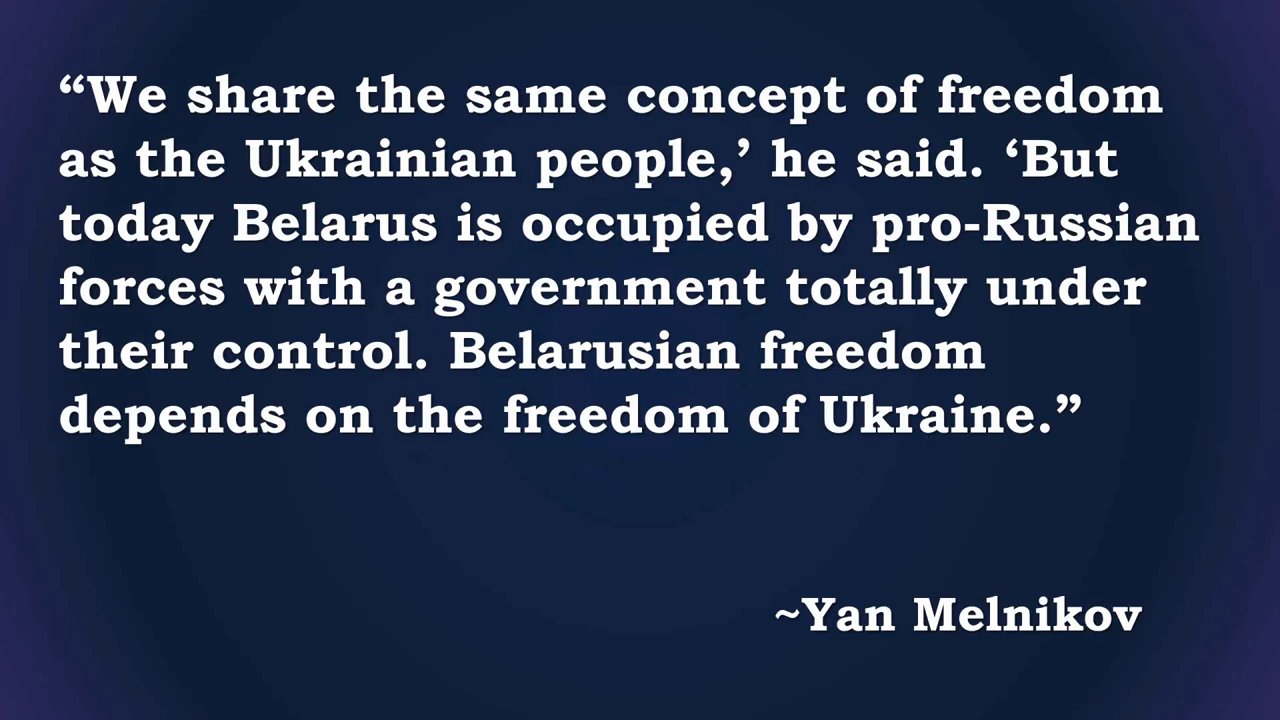 “We share the same concept of freedom
as the Ukrainian people,’ he said. ‘But
today Belarus is occupied by pro-Russian
forces with a government totally under
their control. Belarusian freedom
depends on the freedom of Ukraine.”
~Yan Melnikov